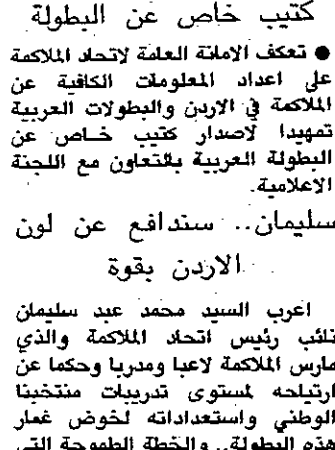 كتيب خاص عن البطولة
● تعكف الامانة العامة لاتحاد الملاكمة
على اعداد المعلومات الكافية عن
الملاكمة في الاردن والبطولات العربية
تمهيدا لاصدار كتيب خاص عن
البطولة العربية بالتعاون مع اللجنة
الاعلامية.
سليمان.. سندافع عن لون
الاردن بقوة
اعرب السيد محمد عبد سليمان
نائب رئيس اتحاد الملاكمة والذي
مارس الملاكمة لاعبا ومدربا وحكما عن
ارتياحه لمستوى تدريبات منتخبنا
الوطني واستعداداته لخوض غمار
هذه البطولة.. والخطة الطموحة التي